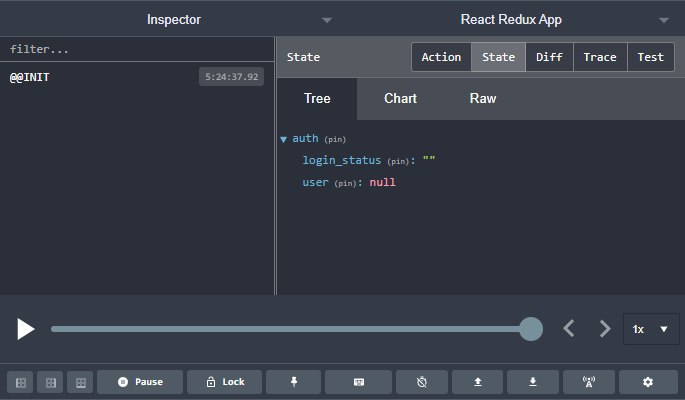 Inspector React Redux App
filter...
State Action State Diff Trace Test
@@INIT 5:24:37.92
Tree Chart Raw
auth (pin)
login_status (pin): ""
user (pin): null
1x
Pause Lock